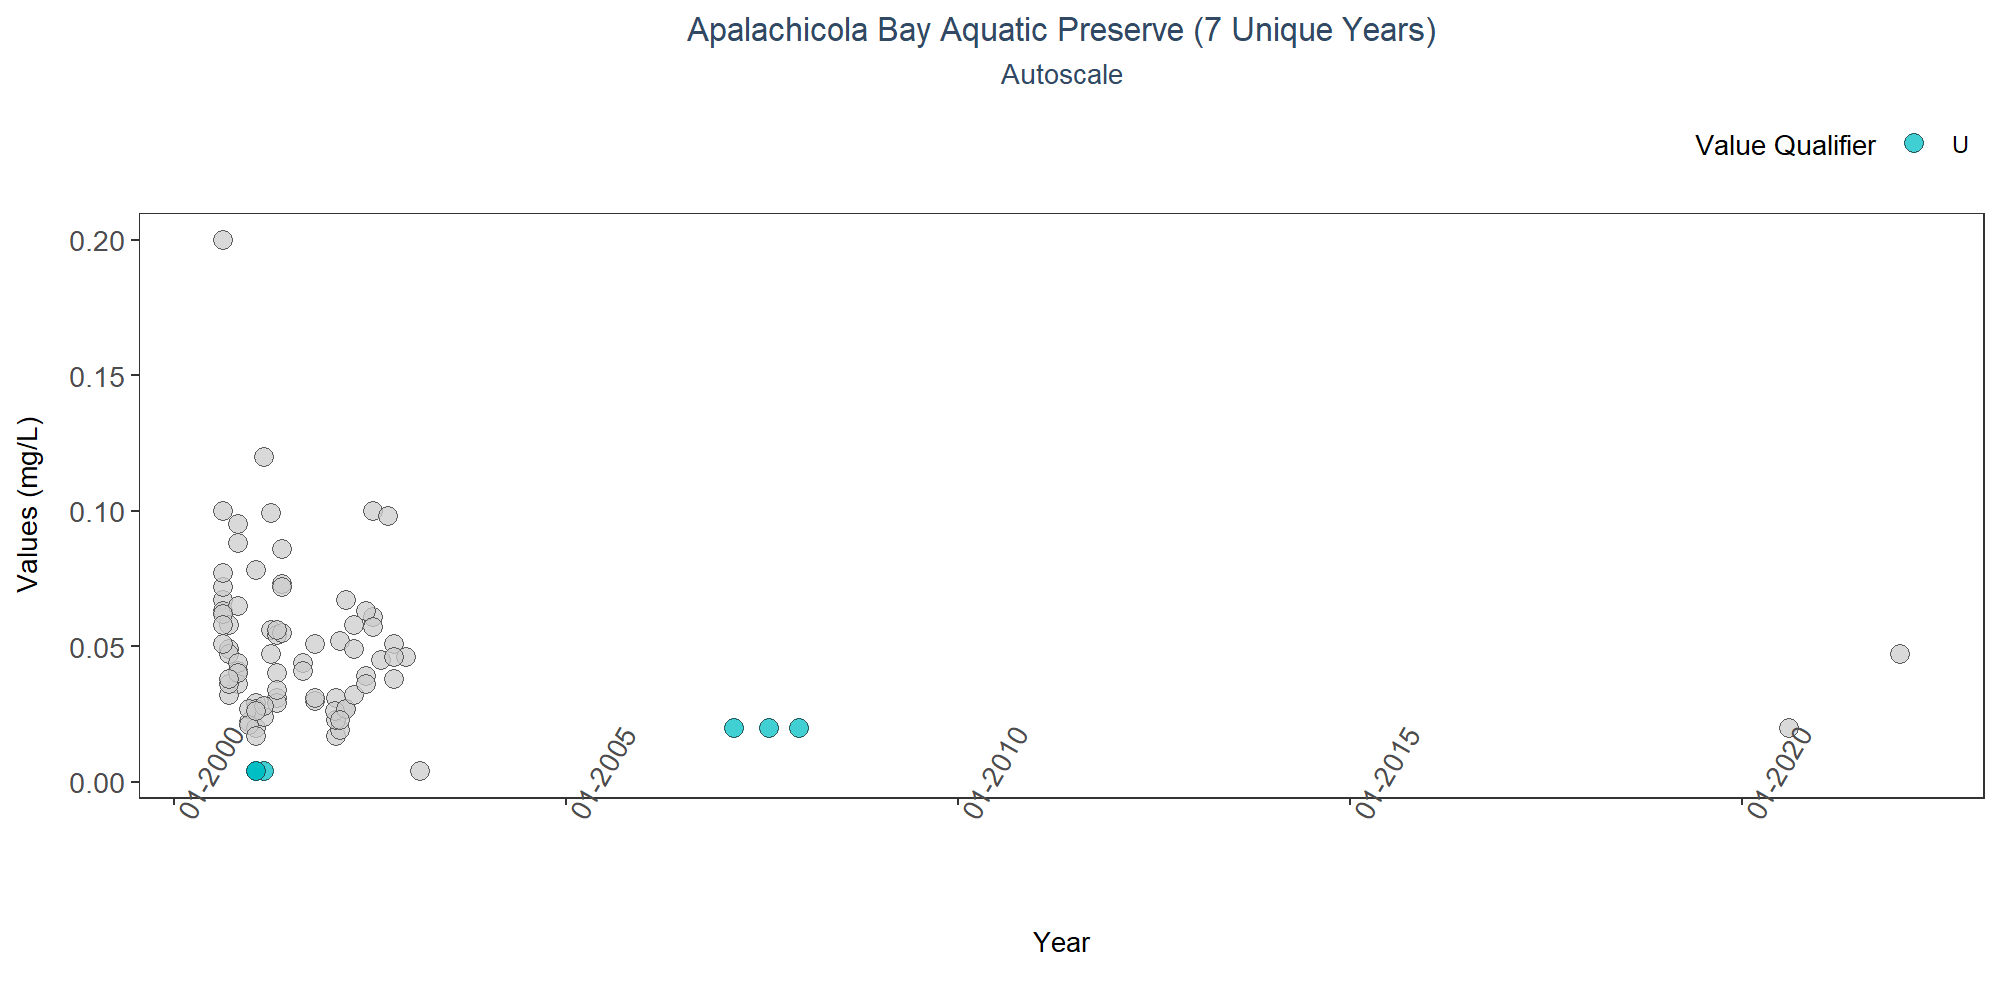 Apalachicola Bay Aquatic Preserve (7 Unique Years)
Autoscale
Value Qualifier U
Values (mg/L)
0.20
0.15
0.10
0.05
0.00
01-2000
01-2005
01-2010
01-2015
01-2020
Year